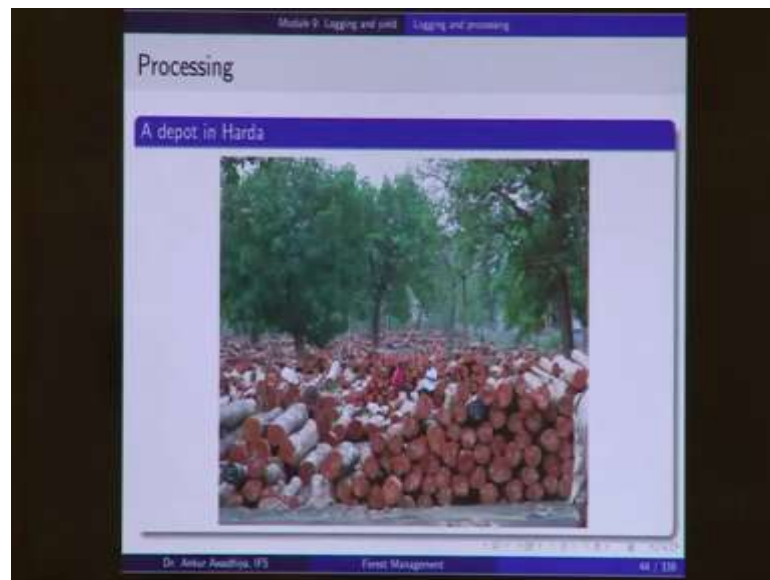 Module 9: Logging and yield Logging and processing
Processing
A depot in Harda
Dr. Ankur Awadhiya, IFS Forest Management 44 / 110